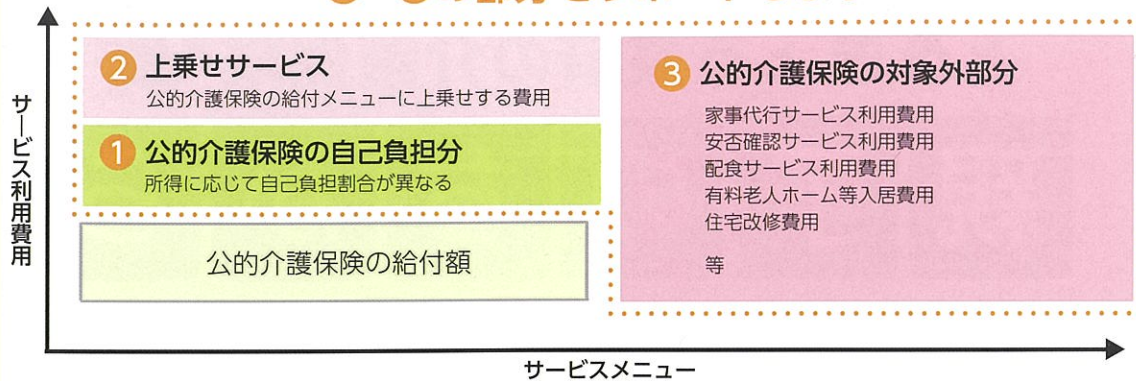 サービス利用費用
2 上乗せサービス
公的介護保険の給付メニューに上乗せする費用
1 公的介護保険の自己負担分
所得に応じて自己負担割合が異なる
公的介護保険の給付額
3 公的介護保険の対象外部分
家事代行サービス利用費用
安否確認サービス利用費用
配食サービス利用費用
有料老人ホーム等入居費用
住宅改修費用
等
サービスメニュー